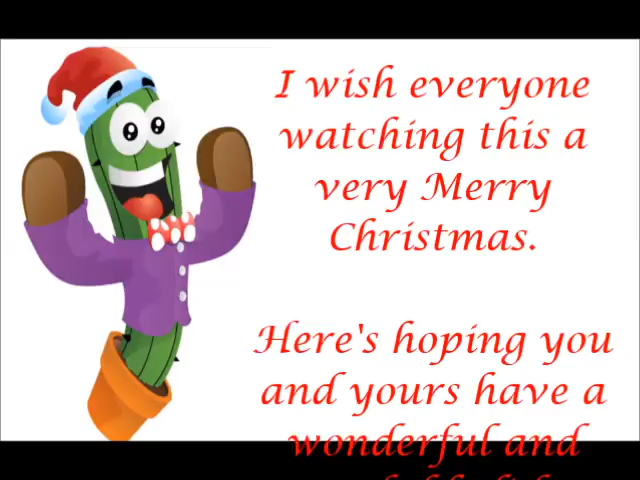 I wish everyone
watching this a
very Merry
Christmas.
Here's hoping you
and yours have a
wonderful and